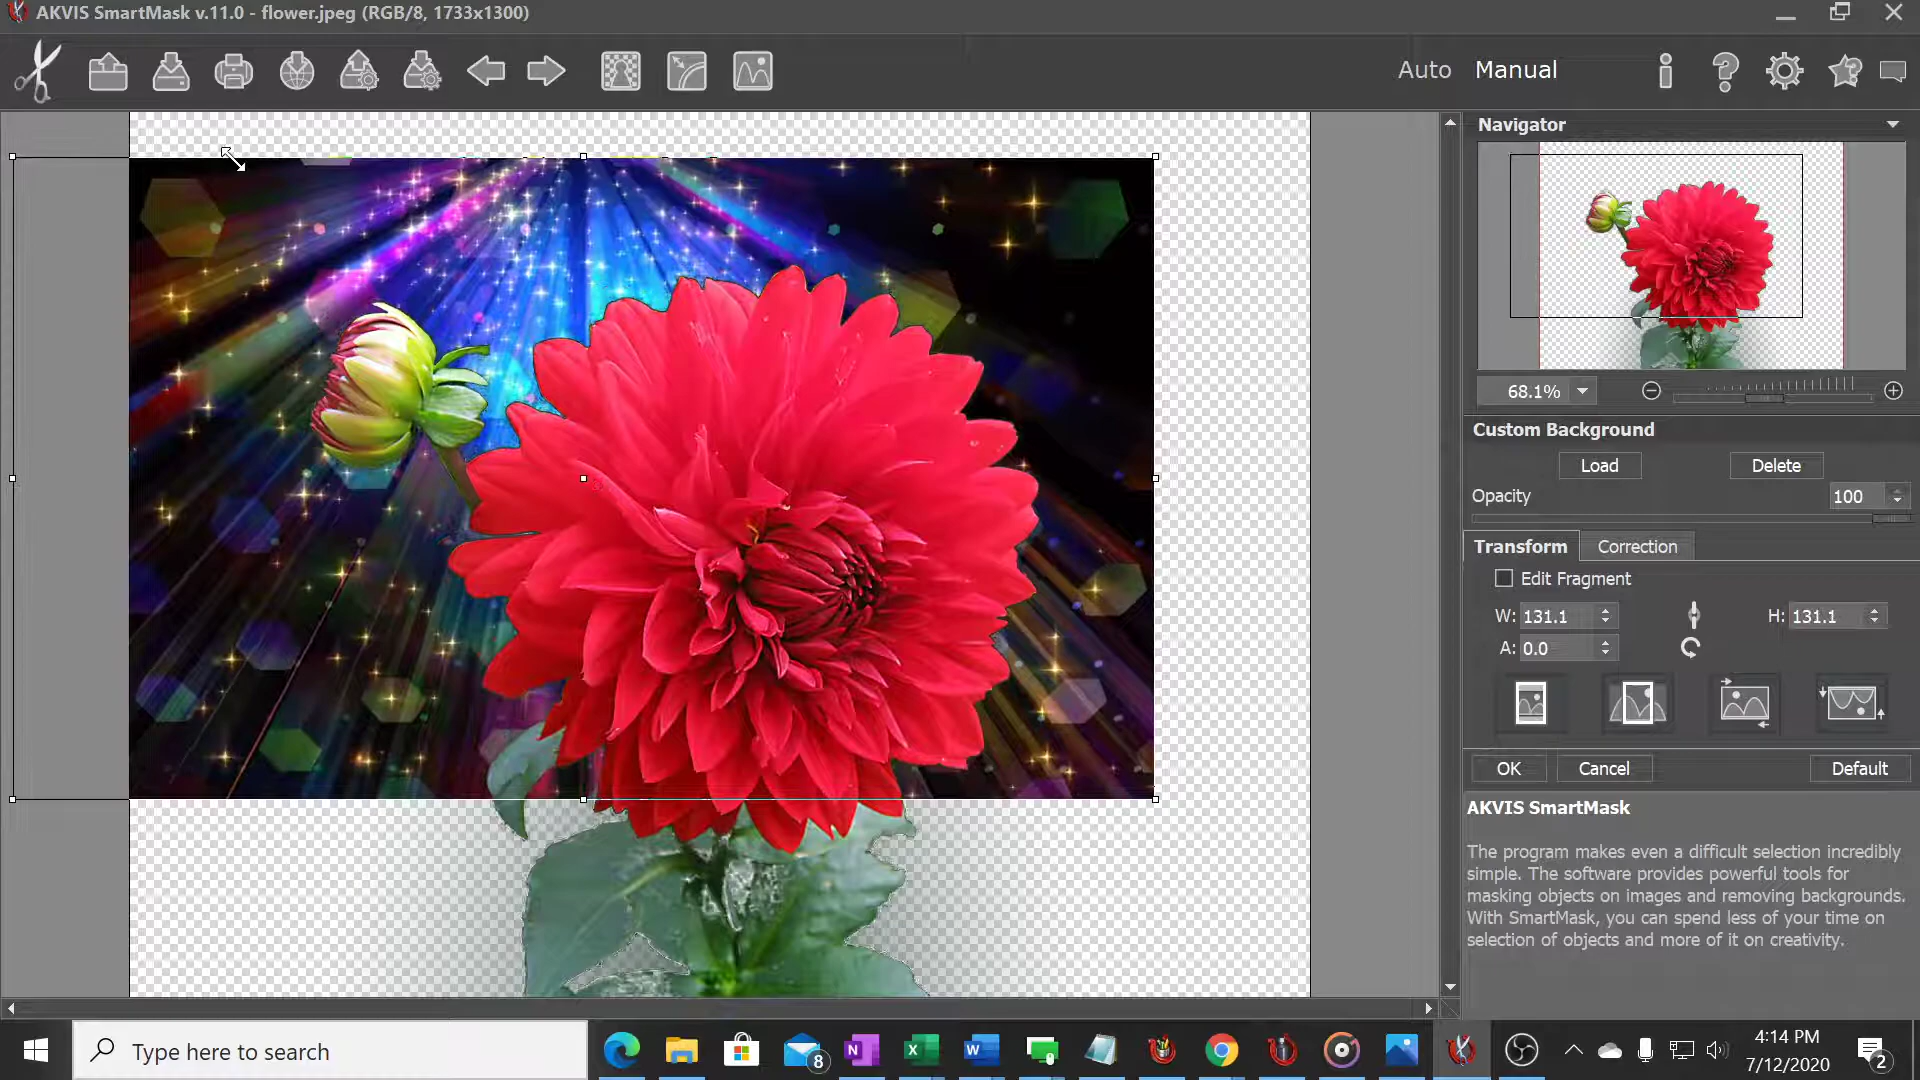 AKVIS SmartMask v.11.0 - flower.jpeg (RGB/8, 1733x1300)
Auto Manual
Navigator
68.1%
Custom Background
Load Delete
Opacity 100
Transform Correction
Edit Fragment
W: 131.1 H: 131.1
A: 0.0
OK Cancel Default
AKVIS SmartMask
The program makes even a difficult selection incredibly
simple. The software provides powerful tools for
masking objects on images and removing backgrounds.
With SmartMask, you can spend less of your time on
selection of objects and more of it on creativity.
Type here to search
8
N
X
W
4:14 PM
7/12/2020
2